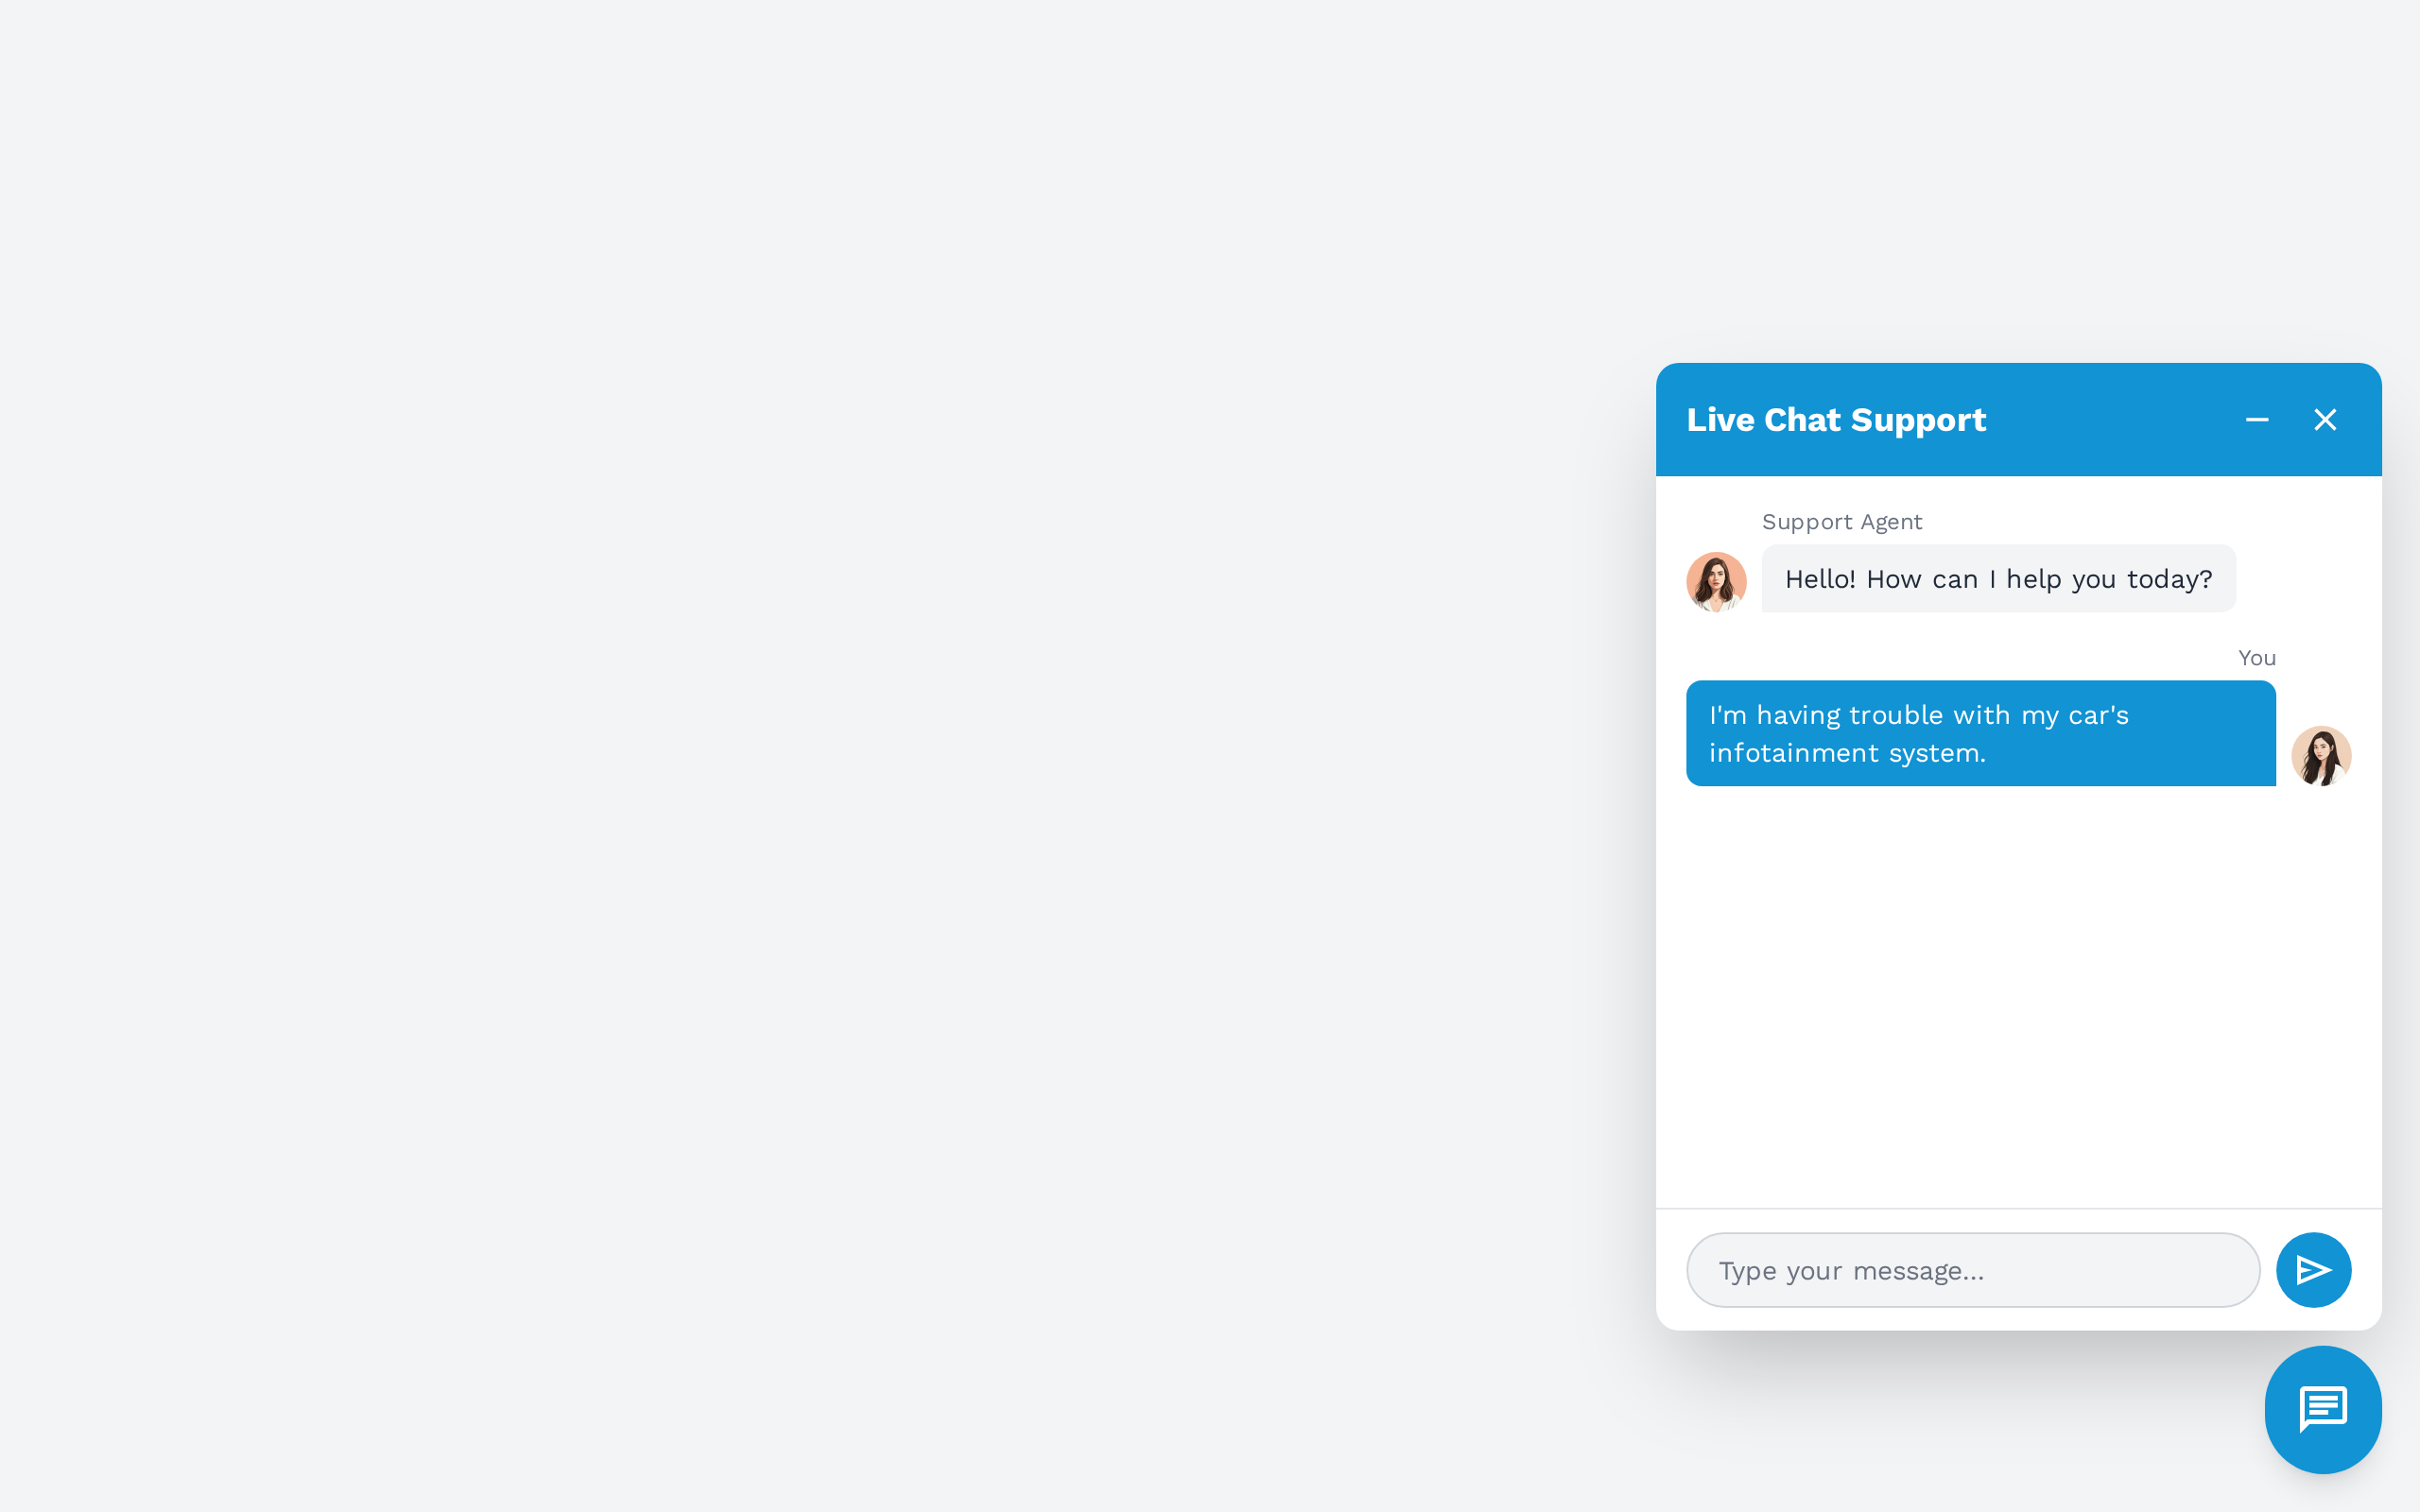 Live Chat Support
Support Agent
Hello! How can I help you today?
You
I'm having trouble with my car's
infotainment system.
Type your message...